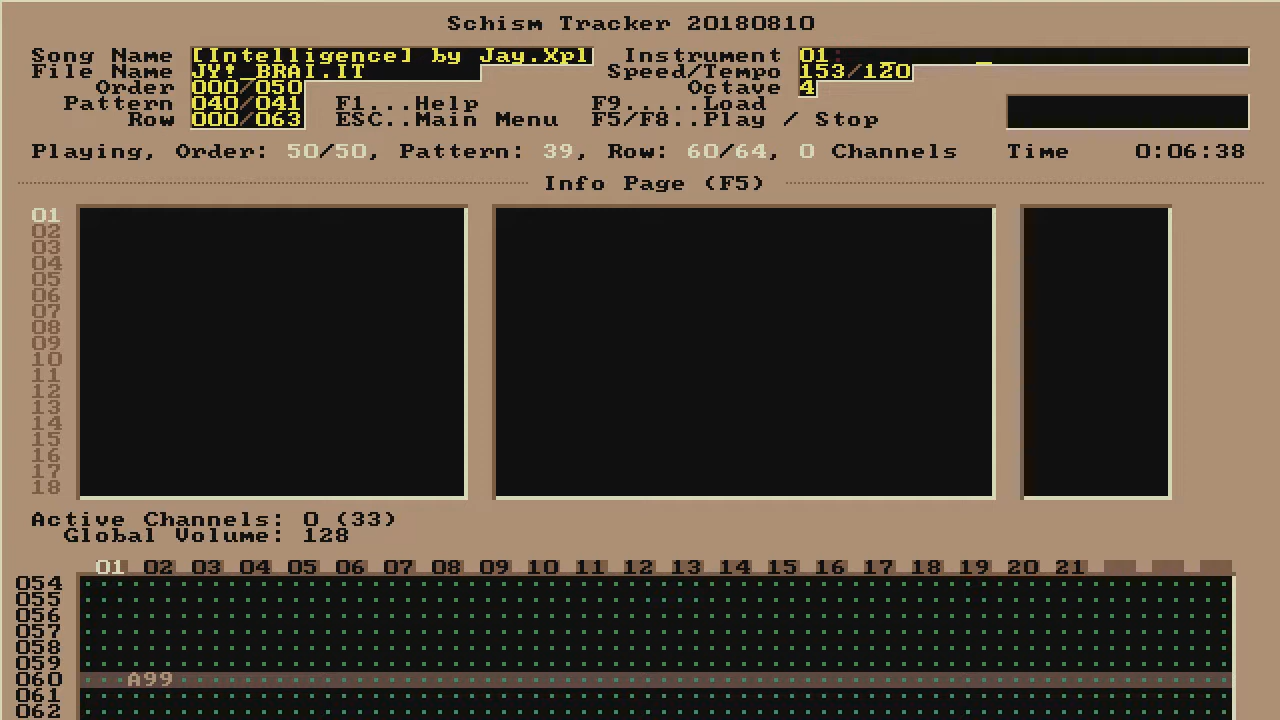 Schism Tracker 20180810
Song Name [Intelligence] by Jay.Xpl Instrument 01:
File Name JY!_BRAI.IT Speed/Tempo 153/120
Order 000/050 Octave 4
Pattern 040/041 F1...Help F9.....Load
Row 000/063 ESC..Main Menu F5/F8..Play / Stop
Playing, Order: 50/50, Pattern: 39, Row: 60/64, 0 Channels Time 0:06:38
Info Page (F5)
01
02
03
04
05
06
07
08
09
10
11
12
13
14
15
16
17
18
Active Channels: 0 (33)
Global Volume: 128
01 02 03 04 05 06 07 08 09 10 11 12 13 14 15 16 17 18 19 20 21
054
055
056
057
058
059
060 A99
061
062